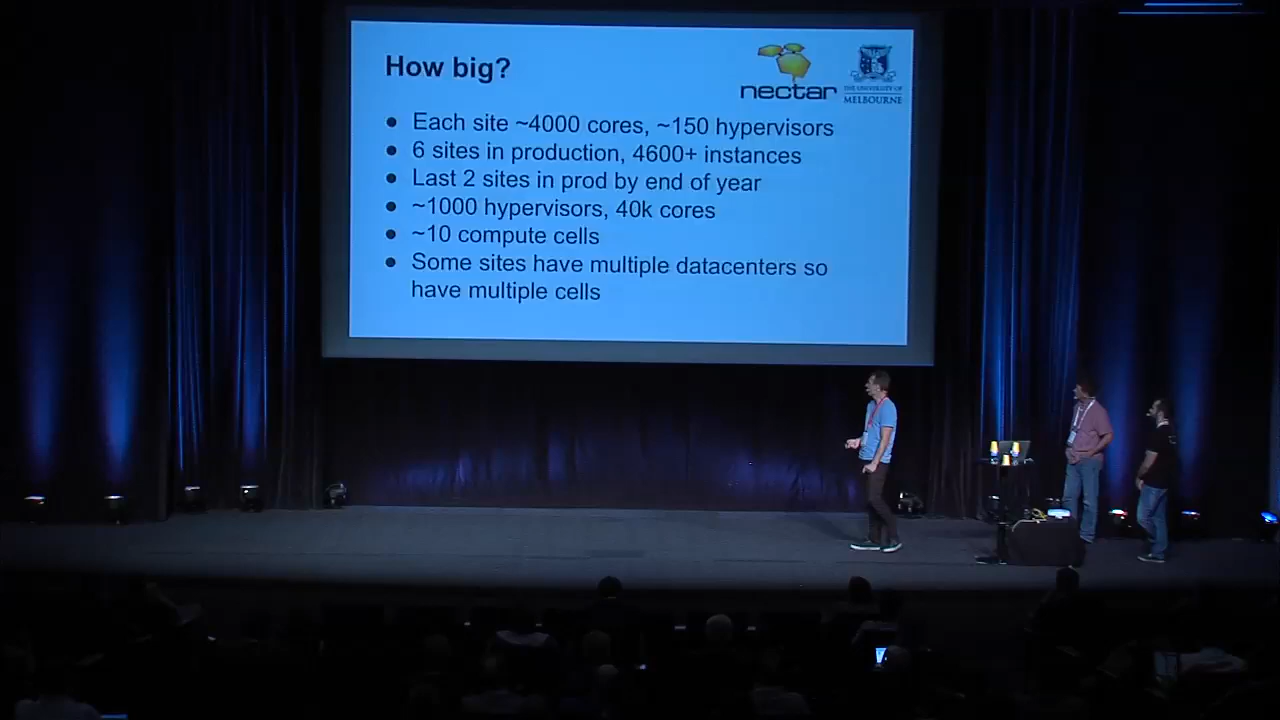 How big?
nectar
THE UNIVERSITY OF
MELBOURNE
● Each site ~4000 cores, ~150 hypervisors
● 6 sites in production, 4600+ instances
● Last 2 sites in prod by end of year
● ~1000 hypervisors, 40k cores
● ~10 compute cells
● Some sites have multiple datacenters so
have multiple cells